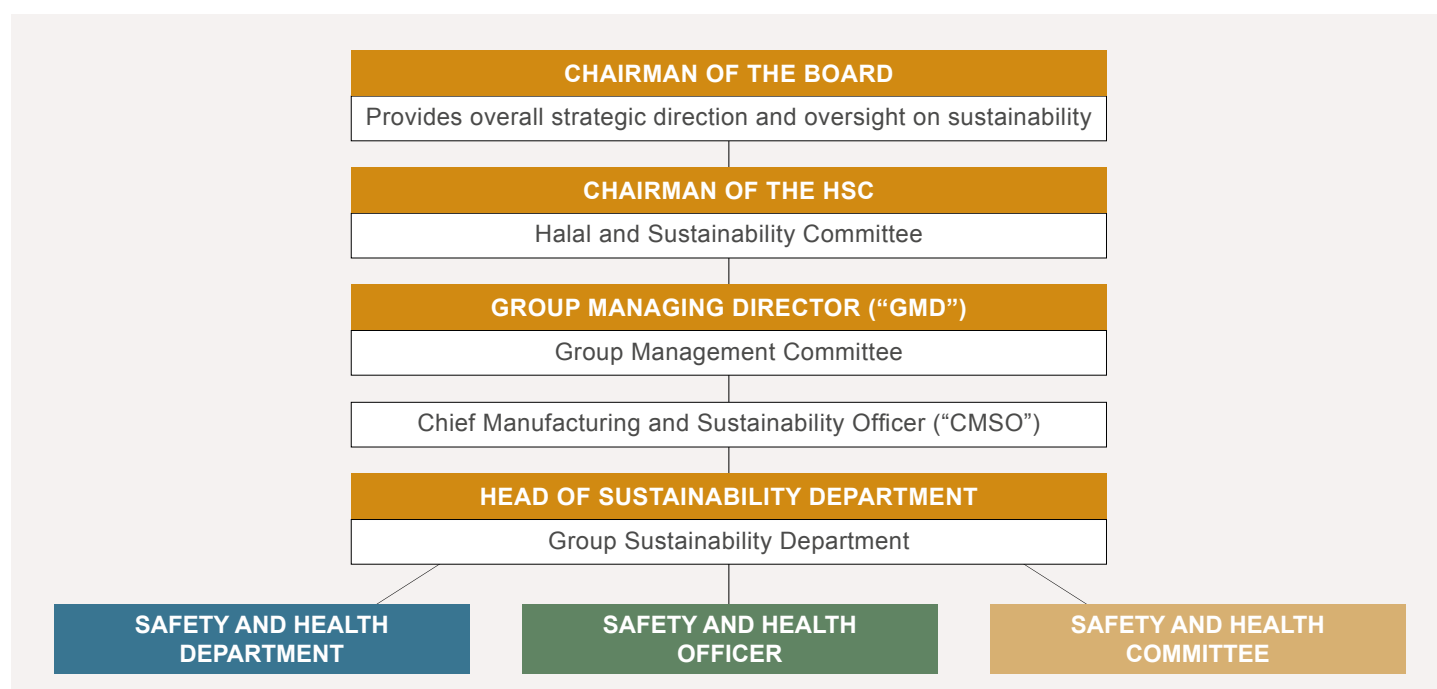 CHAIRMAN OF THE BOARD
Provides overall strategic direction and oversight on sustainability
CHAIRMAN OF THE HSC
Halal and Sustainability Committee
GROUP MANAGING DIRECTOR (“GMD”)
Group Management Committee
Chief Manufacturing and Sustainability Officer (“CMSO”)
HEAD OF SUSTAINABILITY DEPARTMENT
Group Sustainability Department
SAFETY AND HEALTH
DEPARTMENT
SAFETY AND HEALTH
OFFICER
SAFETY AND HEALTH
COMMITTEE